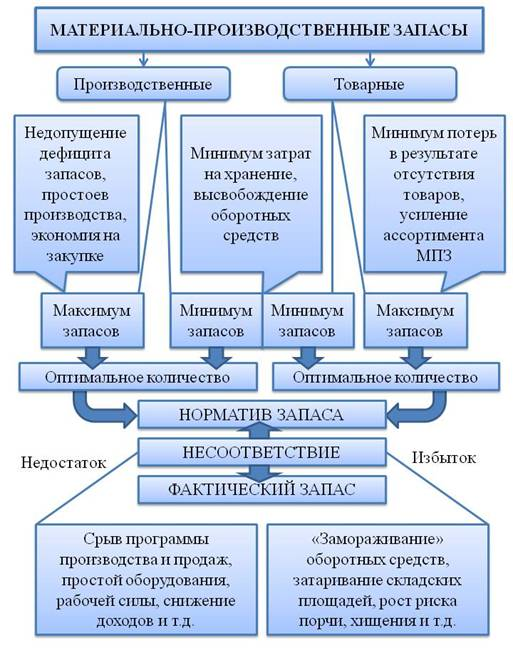 МАТЕРИАЛЬНО-ПРОИЗВОДСТВЕННЫЕ ЗАПАСЫ
Производственные
Товарные
Недопущение
дефицита
запасов,
простоев
производства,
экономия на
закупке
Минимум затрат
на хранение,
высвобождение
оборотных
средств
Минимум потерь
в результате
отсутствия
товаров,
усиление
ассортимента
МПЗ
Максимум
запасов
Минимум
запасов
Минимум
запасов
Максимум
запасов
Оптимальное количество
Оптимальное количество
НОРМАТИВ ЗАПАСА
Недостаток
НЕСООТВЕТСТВИЕ
Избыток
ФАКТИЧЕСКИЙ ЗАПАС
Срыв программы
производства и продаж,
простой оборудования,
рабочей силы, снижение
доходов и т.д.
«Замораживание»
оборотных средств,
затаривание складских
площадей, рост риска
порчи, хищения и т.д.